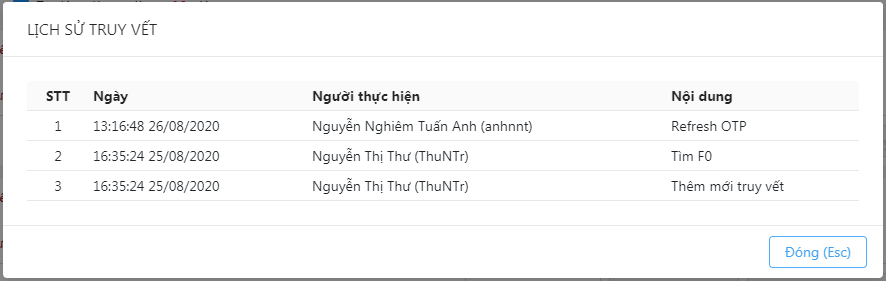 LỊCH SỬ TRUY VẾT
STT Ngày Người thực hiện Nội dung
1 13:16:48 26/08/2020 Nguyễn Nghiêm Tuấn Anh (anhnnt) Refresh OTP
2 16:35:24 25/08/2020 Nguyễn Thị Thư (ThuNTr) Tìm F0
3 16:35:24 25/08/2020 Nguyễn Thị Thư (ThuNTr) Thêm mới truy vết
Đóng (Esc)